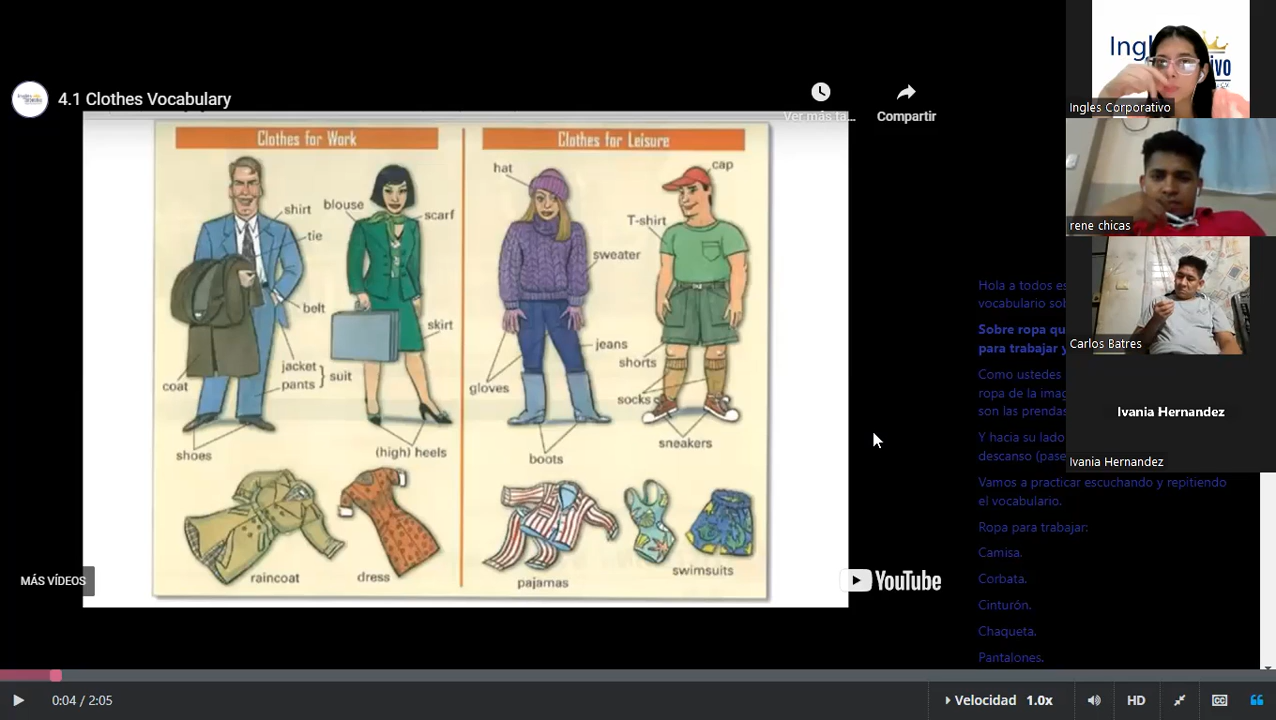 4.1 Clothes Vocabulary
Ver más ta...
Compartir
Clothes for Work
Clothes for Leisure
shirt
blouse
scarf
tie
belt
skirt
jacket
pants
suit
coat
shoes
(high) heels
raincoat
dress
hat
cap
T-shirt
sweater
jeans
shorts
gloves
socks
sneakers
boots
pajamas
swimsuits
MÁS VÍDEOS
YouTube
Ingles Corporativo
rene chicas
Carlos Batres
Ivania Hernandez
Ivania Hernandez
Hola a todos es
vocabulario so
Sobre ropa qu
para trabajar y
Como ustedes
ropa de la ima
son las prendas
Y hacia su lado
descanso (pase
Vamos a practicar escuchando y repitiendo
el vocabulario.
Ropa para trabajar:
Camisa.
Corbata.
Cinturón.
Chaqueta.
Pantalones.
0:04 / 2:05
Velocidad 1.0x
HD
CC